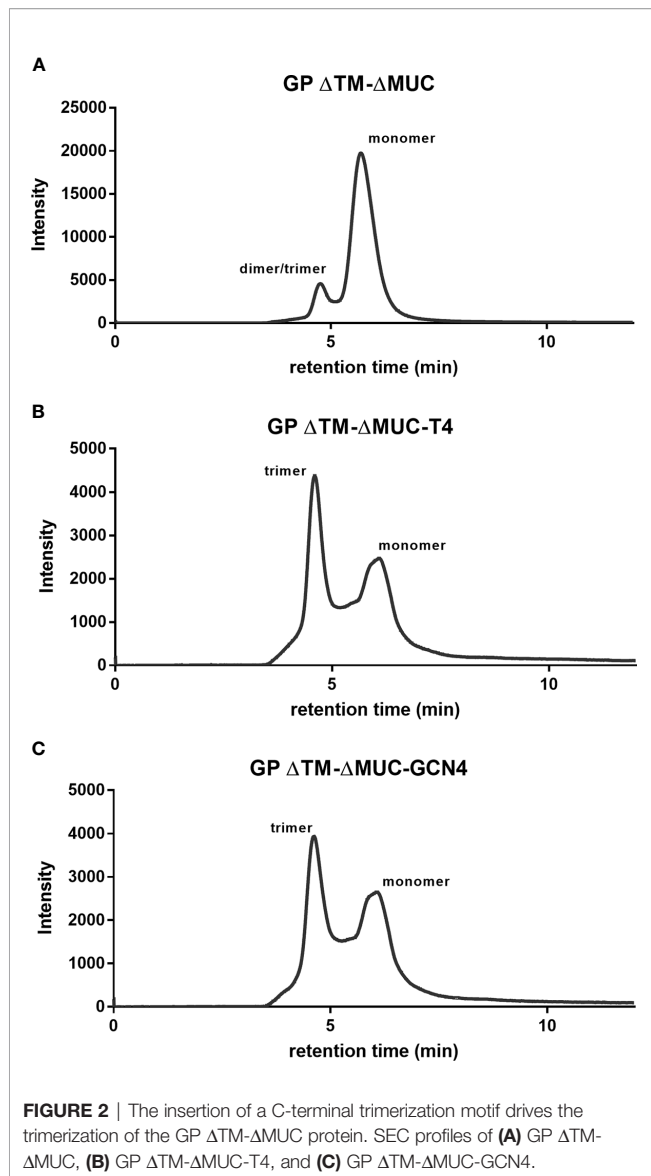 A
GP ΔTM-ΔMUC
25000
20000
15000
10000
5000
0
Intensity
monomer
dimer/trimer
0 5 10
retention time (min)
B
GP ΔTM-ΔMUC-T4
5000
4000
3000
2000
1000
0
Intensity
trimer
monomer
0 5 10
retention time (min)
C
GP ΔTM-ΔMUC-GCN4
5000
4000
3000
2000
1000
0
Intensity
trimer
monomer
0 5 10
retention time (min)
FIGURE 2 | The insertion of a C-terminal trimerization motif drives the
trimerization of the GP ΔTM-ΔMUC protein. SEC profiles of (A) GP ΔTM-
ΔMUC, (B) GP ΔTM-ΔMUC-T4, and (C) GP ΔTM-ΔMUC-GCN4.